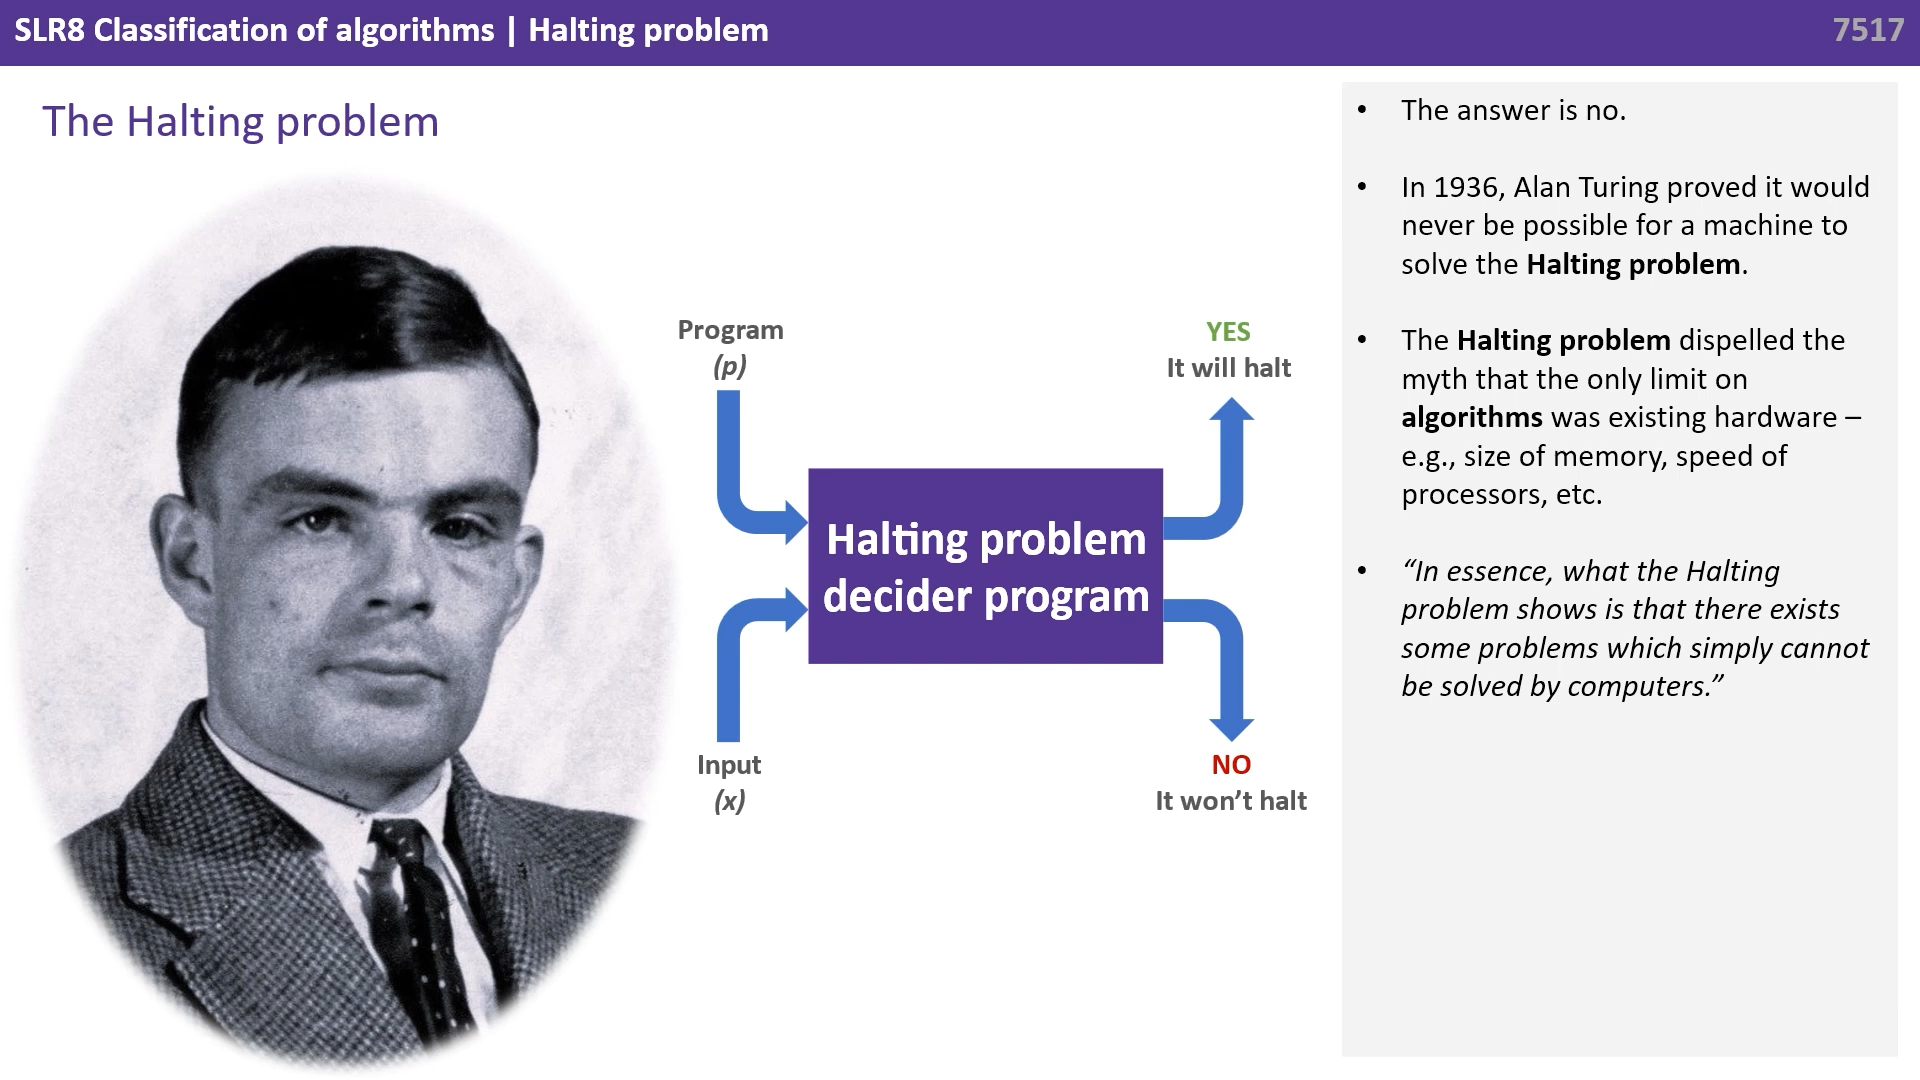 SLR8 Classification of algorithms | Halting problem
7517
The Halting problem
Program
(p)
Input
(x)
Halting problem
decider program
YES
It will halt
NO
It won’t halt
• The answer is no.
• In 1936, Alan Turing proved it would
never be possible for a machine to
solve the Halting problem.
• The Halting problem dispelled the
myth that the only limit on
algorithms was existing hardware –
e.g., size of memory, speed of
processors, etc.
• “In essence, what the Halting
problem shows is that there exists
some problems which simply cannot
be solved by computers.”